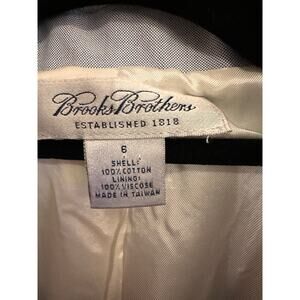 Brooks Brothers
ESTABLISHED 1818
6
SHELL:
100% COTTON
LINING:
100% VISCOSE
MADE IN TAIWAN